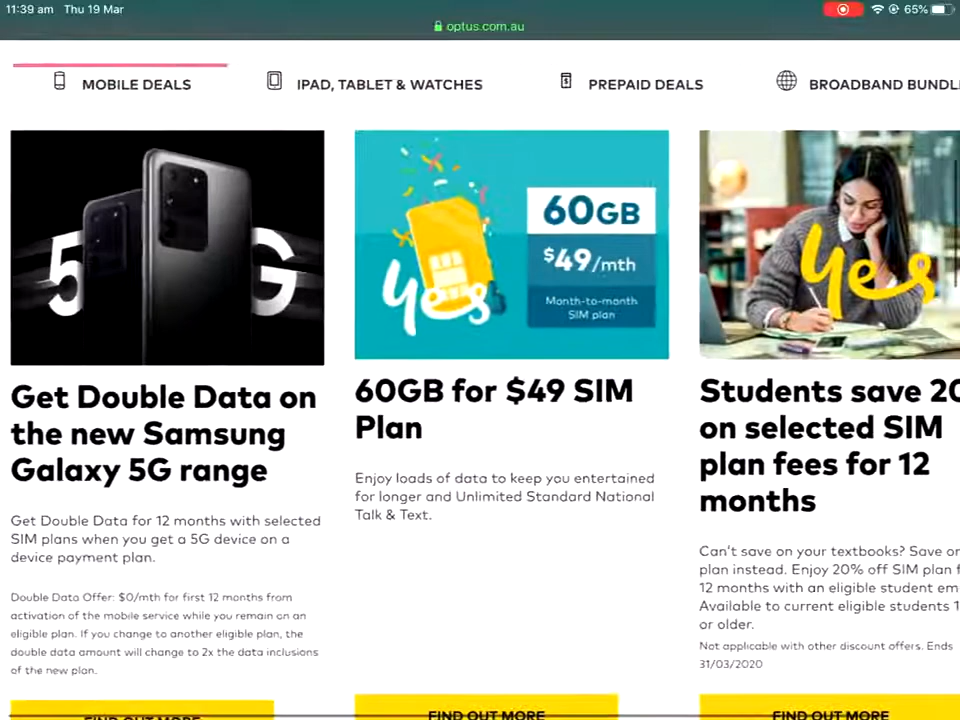 11:39 am Thu 19 Mar
65%
optus.com.au
MOBILE DEALS
IPAD, TABLET & WATCHES
PREPAID DEALS
BROADBAND BUNDL
5G
Get Double Data on
the new Samsung
Galaxy 5G range
Get Double Data for 12 months with selected
SIM plans when you get a 5G device on a
device payment plan.
Double Data Offer: $0/mth for first 12 months from
activation of the mobile service while you remain on an
eligible plan. If you change to another eligible plan, the
double data amount will change to 2x the data inclusions
of the new plan.
FIND OUT MORE
yes
60GB
$49/mth
Month-to-month
SIM plan
60GB for $49 SIM
Plan
Enjoy loads of data to keep you entertained
for longer and Unlimited Standard National
Talk & Text.
FIND OUT MORE
yes
Students save 20
on selected SIM
plan fees for 12
months
Can't save on your textbooks? Save on
plan instead. Enjoy 20% off SIM plan f
12 months with an eligible student em
Available to current eligible students 1
or older.
Not applicable with other discount offers. Ends
31/03/2020
FIND OUT MORE